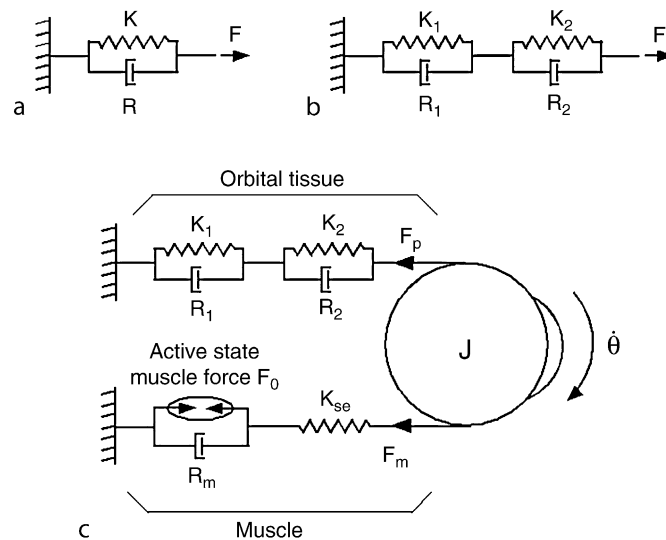 K
F
R
a
K1
K2
F
R1
R2
b
Orbital tissue
K1
K2
Fp
R1
R2
J
θ̇
Active state
muscle force F0
Kse
Rm
Fm
c
Muscle